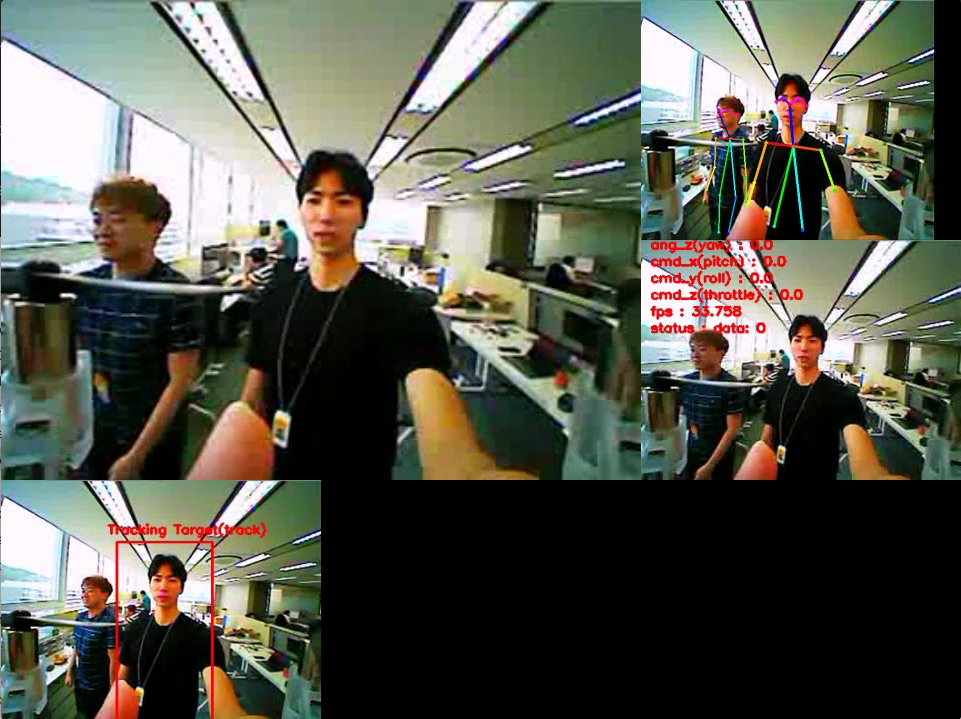 ang_z(yaw) : 0.0
cmd_x(pitch) : 0.0
cmd_y(roll) : 0.0
cmd_z(throttle) : 0.0
fps : 33.758
status : data: 0
Tracking Target(track)